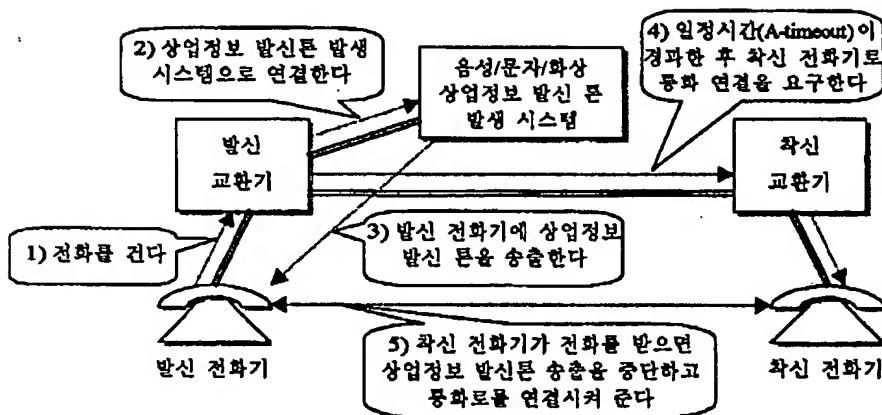 2) 상업정보 발신톤 발생
시스템으로 연결한다
음성/문자/화상
상업정보 발신 톤
발생 시스템
4) 일정시간(A-timeout)이
경과한 후 착신 전화기로
통화 연결을 요구한다
발신
교환기
착신
교환기
1) 전화를 건다
3) 발신 전화기에 상업정보
발신 톤을 송출한다
발신 전화기
5) 착신 전화기가 전화를 받으면
상업정보 발신톤 송출을 중단하고
통화로를 연결시켜 준다
착신 전화기